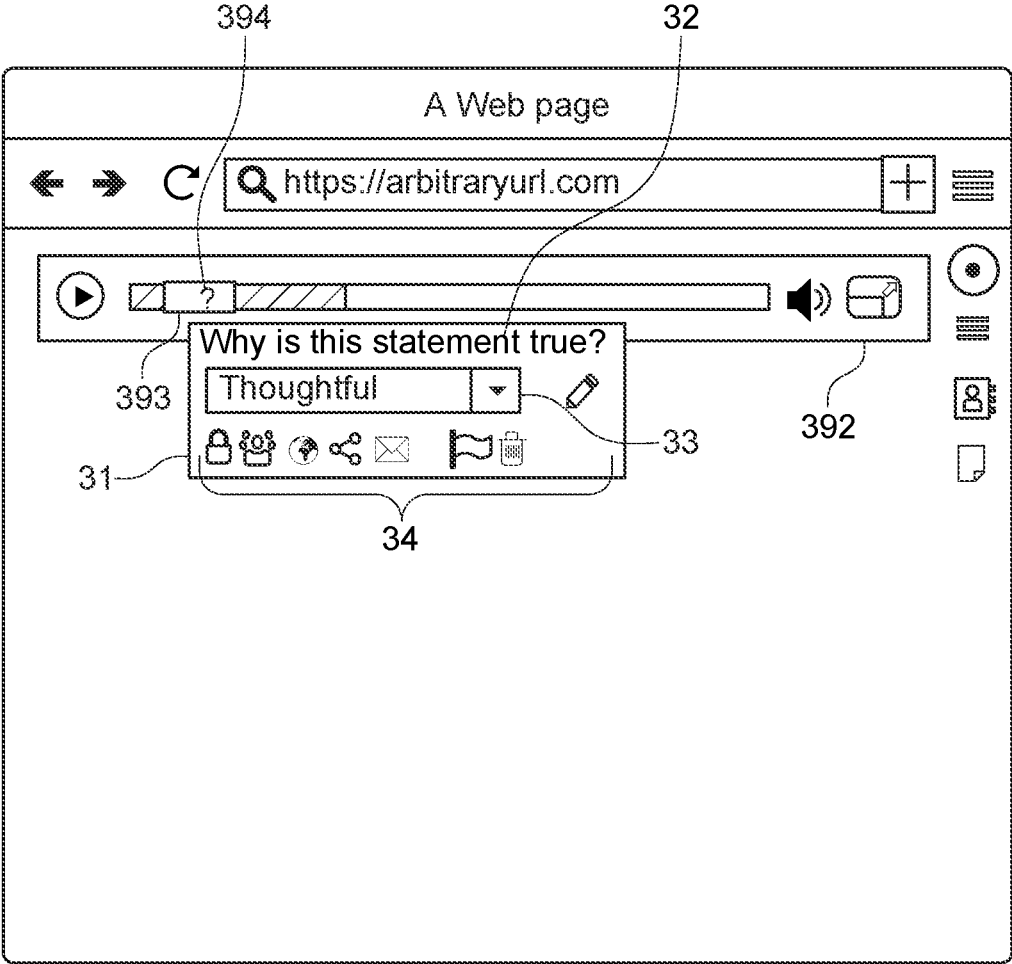 394 32
A Web page
https://arbitraryurl.com
?
Why is this statement true?
393
Thoughtful
392
33
31
34